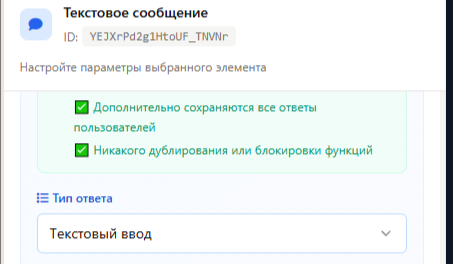 Текстовое сообщение
ID: YEJXrPd2g1HtoUF_TNVNr
Настройте параметры выбранного элемента
✅ Дополнительно сохраняются все ответы
пользователей
✅ Никакого дублирования или блокировки функций
Тип ответа
Текстовый ввод